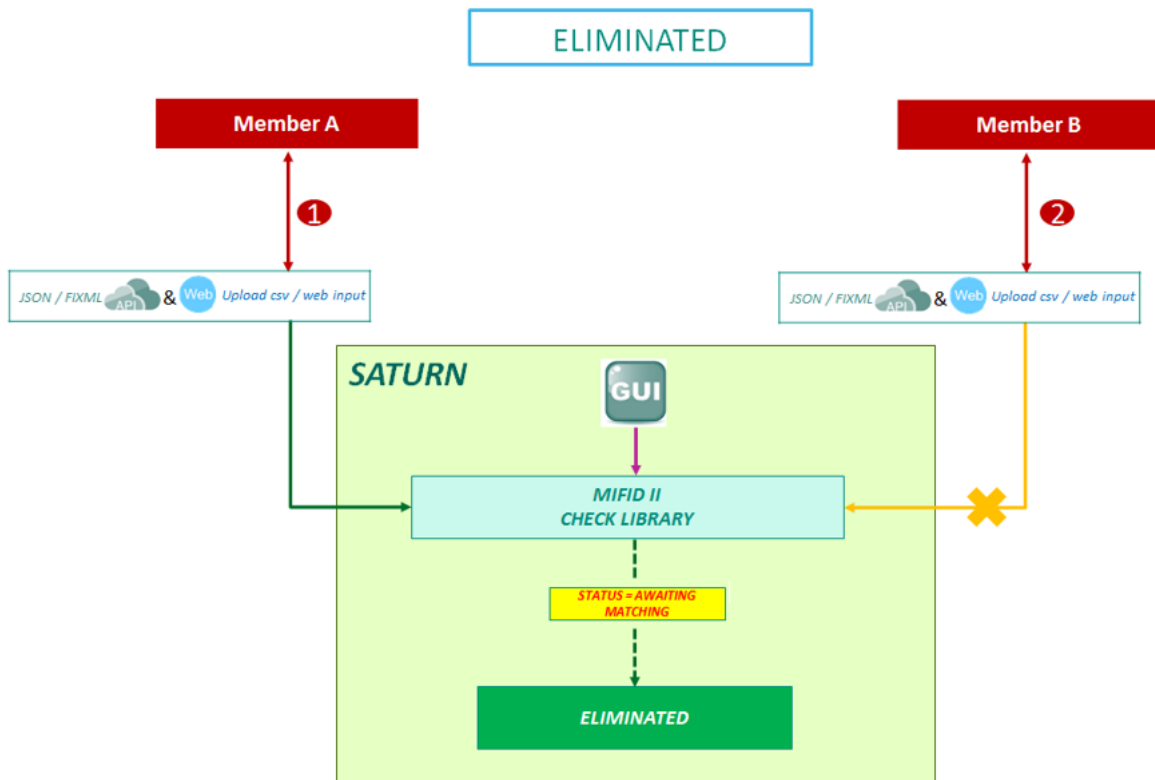 ELIMINATED
Member A
Member B
1
2
JSON / FIXML API & Web Upload csv / web input
JSON / FIXML API & Web Upload csv / web input
SATURN
GUI
MIFID II
CHECK LIBRARY
STATUS = AWAITING
MATCHING
ELIMINATED